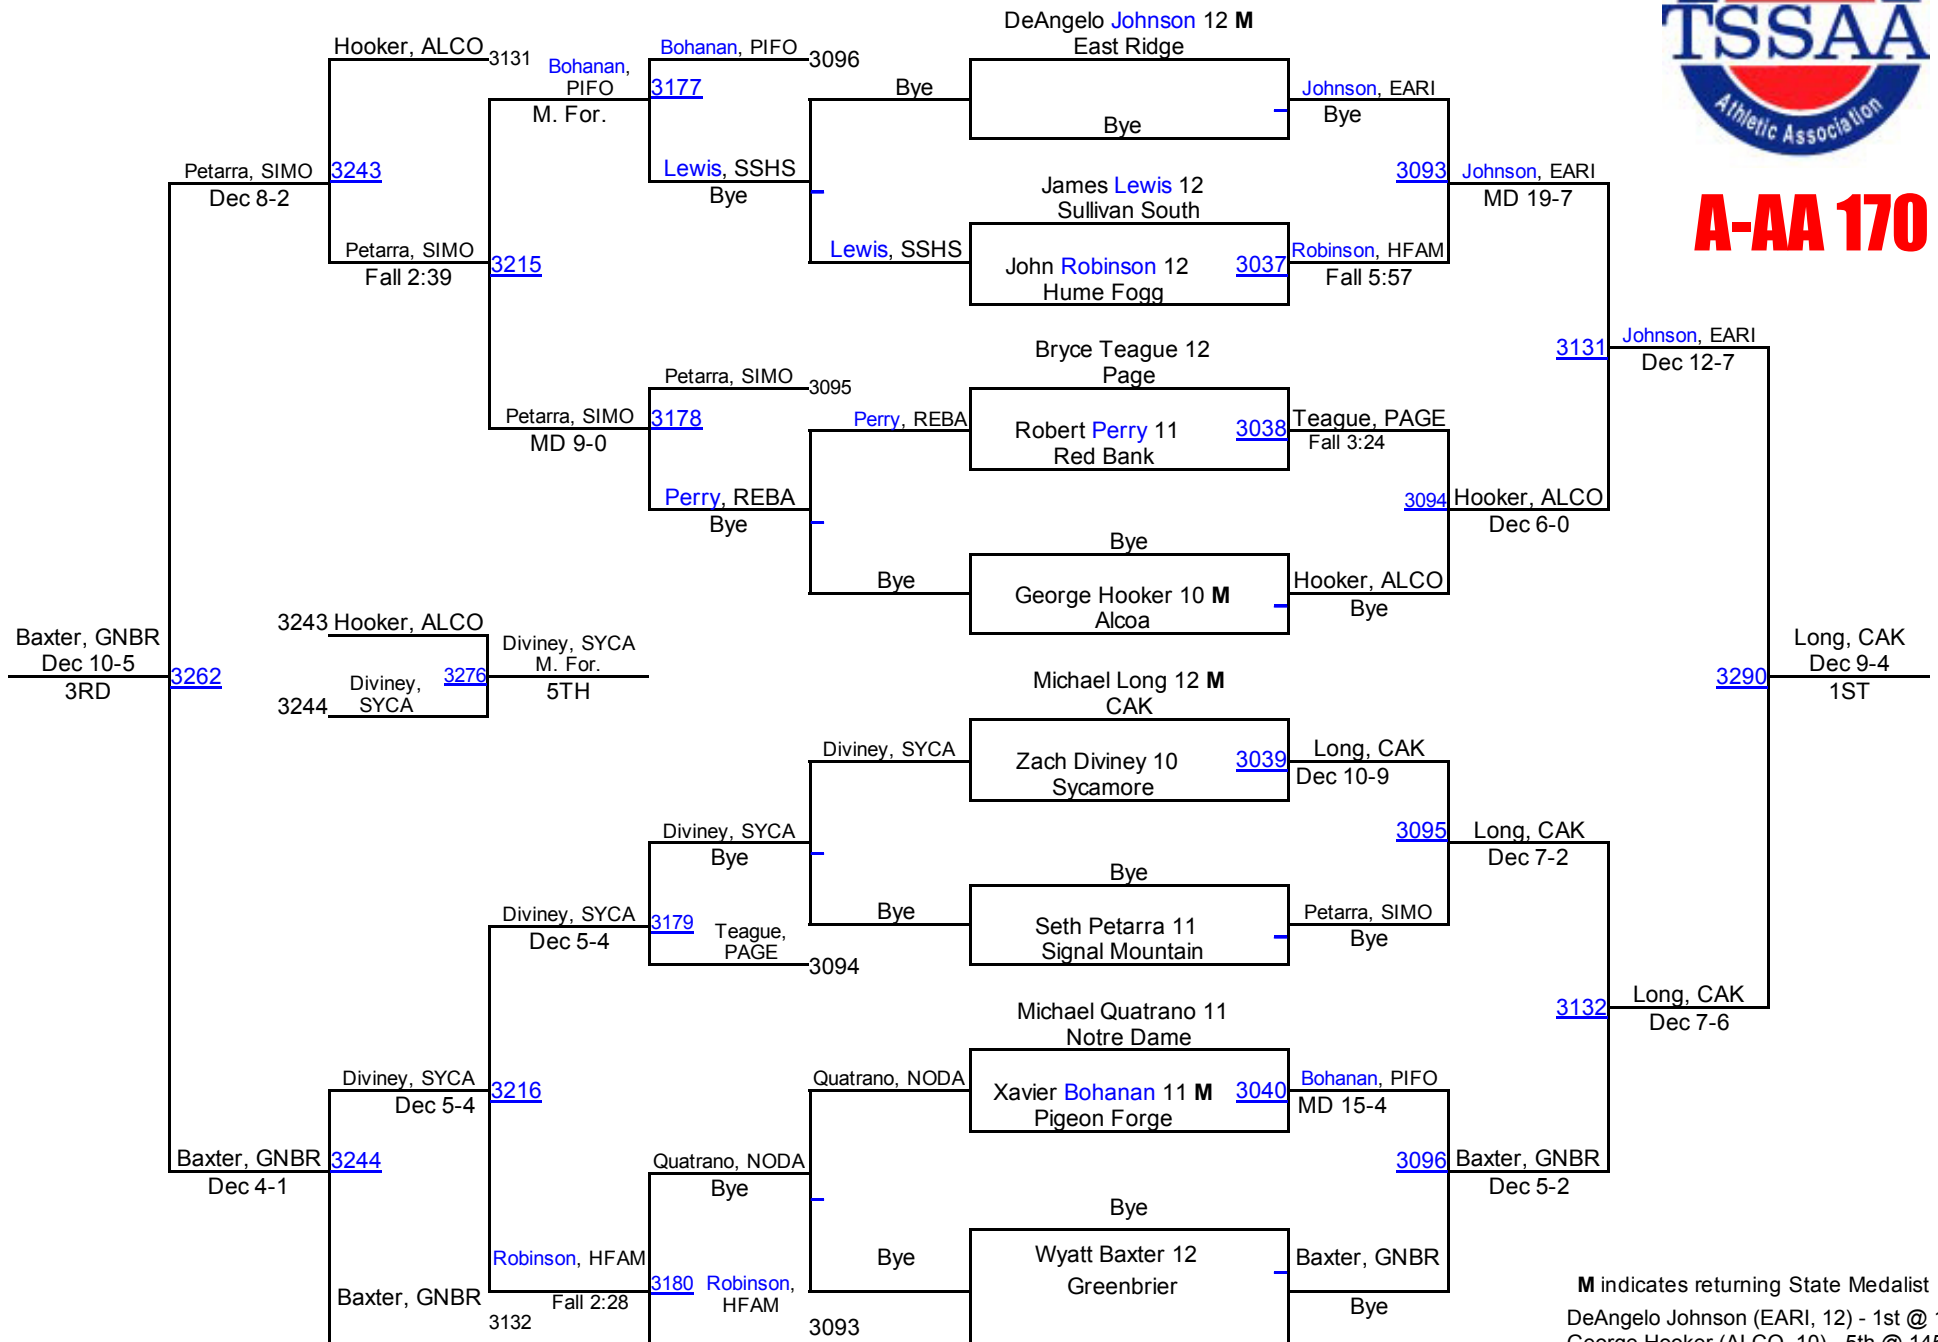 TSSAA
Athletic Association
A-AA 170
DeAngelo Johnson 12 M
East Ridge
Bye
James Lewis 12
Sullivan South
John Robinson 12
Hume Fogg
3037
Bryce Teague 12
Page
Robert Perry 11
Red Bank
3038
Bye
George Hooker 10 M
Alcoa
Michael Long 12 M
CAK
Zach Diviney 10
Sycamore
3039
Bye
Seth Petarra 11
Signal Mountain
Michael Quatrano 11
Notre Dame
Xavier Bohanan 11 M
Pigeon Forge
3040
Bye
Wyatt Baxter 12
Greenbrier
Johnson, EARI
Bye
3093
Robinson, HFAM
Fall 5:57
Teague, PAGE
Fall 3:24
3094
Hooker, ALCO
Bye
Long, CAK
Dec 10-9
3095
Petarra, SIMO
Bye
Bohanan, PIFO
MD 15-4
3096
Baxter, GNBR
Bye
Johnson, EARI
MD 19-7
3131
Hooker, ALCO
Dec 6-0
Long, CAK
Dec 7-2
3132
Baxter, GNBR
Dec 5-2
Johnson, EARI
Dec 12-7
3290
Long, CAK
Dec 7-6
Long, CAK
Dec 9-4
1ST
Bye
Lewis, SSHS
Perry, REBA
Bye
Diviney, SYCA
Bye
Quatrano, NODA
Bye
Bohanan, PIFO
3096
3177
Lewis, SSHS
Bye
Petarra, SIMO
3095
3178
Perry, REBA
Bye
Diviney, SYCA
Bye
3179
Teague,
PAGE
3094
Quatrano, NODA
Bye
3180
Robinson,
HFAM
3093
Bohanan,
PIFO
M. For.
3215
Petarra, SIMO
MD 9-0
Diviney, SYCA
Dec 5-4
3216
Robinson, HFAM
Fall 2:28
Hooker, ALCO
3131
3243
Petarra, SIMO
Fall 2:39
Diviney, SYCA
Dec 5-4
3244
Baxter, GNBR
3132
Petarra, SIMO
Dec 8-2
3262
Baxter, GNBR
Dec 4-1
Baxter, GNBR
Dec 10-5
3RD
3243
Hooker, ALCO
3276
3244
Diviney,
SYCA
Diviney, SYCA
M. For.
5TH
M indicates returning State Medalist
DeAngelo Johnson (EARI, 12) - 1st @
George Hooker (ALCO, 10) - 5th @ 145